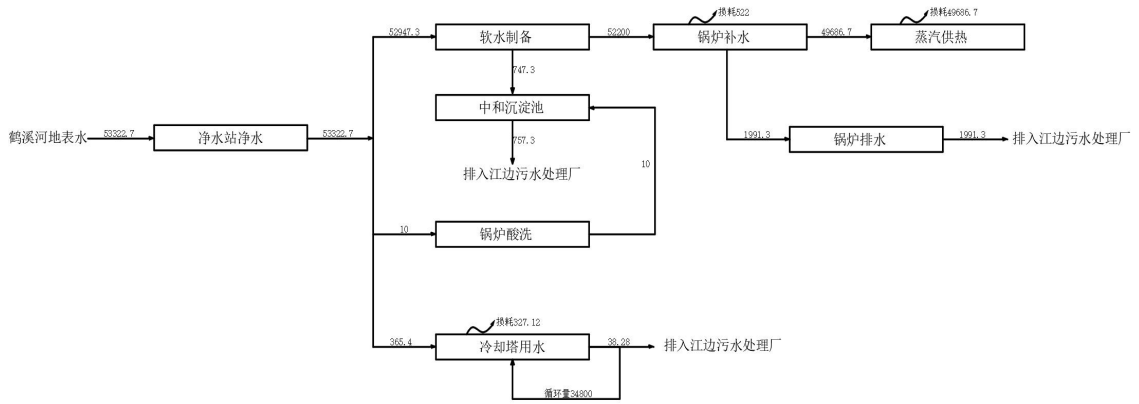 损耗522
损耗49686.7
52947.3
软水制备
52200
锅炉补水
49686.7
蒸汽供热
747.3
中和沉淀池
鹤溪河地表水
53322.7
净水站净水
53322.7
757.3
1991.3
锅炉排水
1991.3
排入江边污水处理厂
排入江边污水处理厂
10
10
锅炉酸洗
损耗327.12
365.4
冷却塔用水
38.28
排入江边污水处理厂
循环量34800